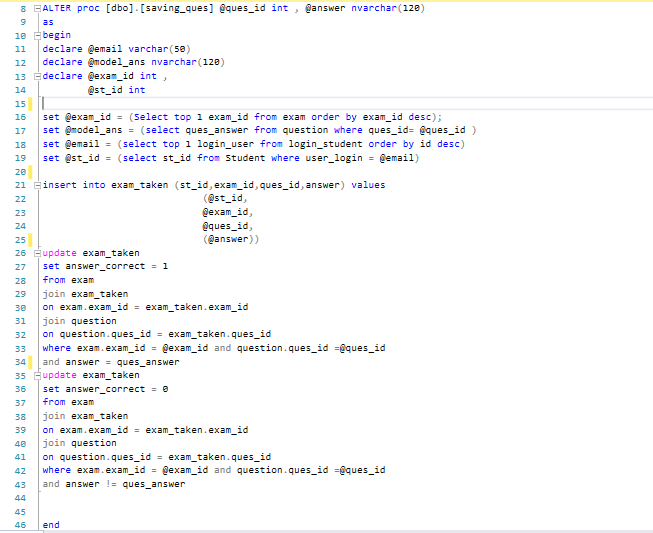 8 ALTER proc [dbo].[saving_ques] @ques_id int , @answer nvarchar(120)
9 as
10 begin
11 declare @email varchar(50)
12 declare @model_ans nvarchar(120)
13 declare @exam_id int ,
14 @st_id int
15
16 set @exam_id = (Select top 1 exam_id from exam order by exam_id desc);
17 set @model_ans = (select ques_answer from question where ques_id= @ques_id )
18 set @email = (select top 1 login_user from login_student order by id desc)
19 set @st_id = (select st_id from Student where user_login = @email)
20
21 insert into exam_taken (st_id,exam_id,ques_id,answer) values
22 (@st_id,
23 @exam_id,
24 @ques_id,
25 (@answer))
26 update exam_taken
27 set answer_correct = 1
28 from exam
29 join exam_taken
30 on exam.exam_id = exam_taken.exam_id
31 join question
32 on question.ques_id = exam_taken.ques_id
33 where exam.exam_id = @exam_id and question.ques_id =@ques_id
34 and answer = ques_answer
35 update exam_taken
36 set answer_correct = 0
37 from exam
38 join exam_taken
39 on exam.exam_id = exam_taken.exam_id
40 join question
41 on question.ques_id = exam_taken.ques_id
42 where exam.exam_id = @exam_id and question.ques_id =@ques_id
43 and answer != ques_answer
44
45
46 end